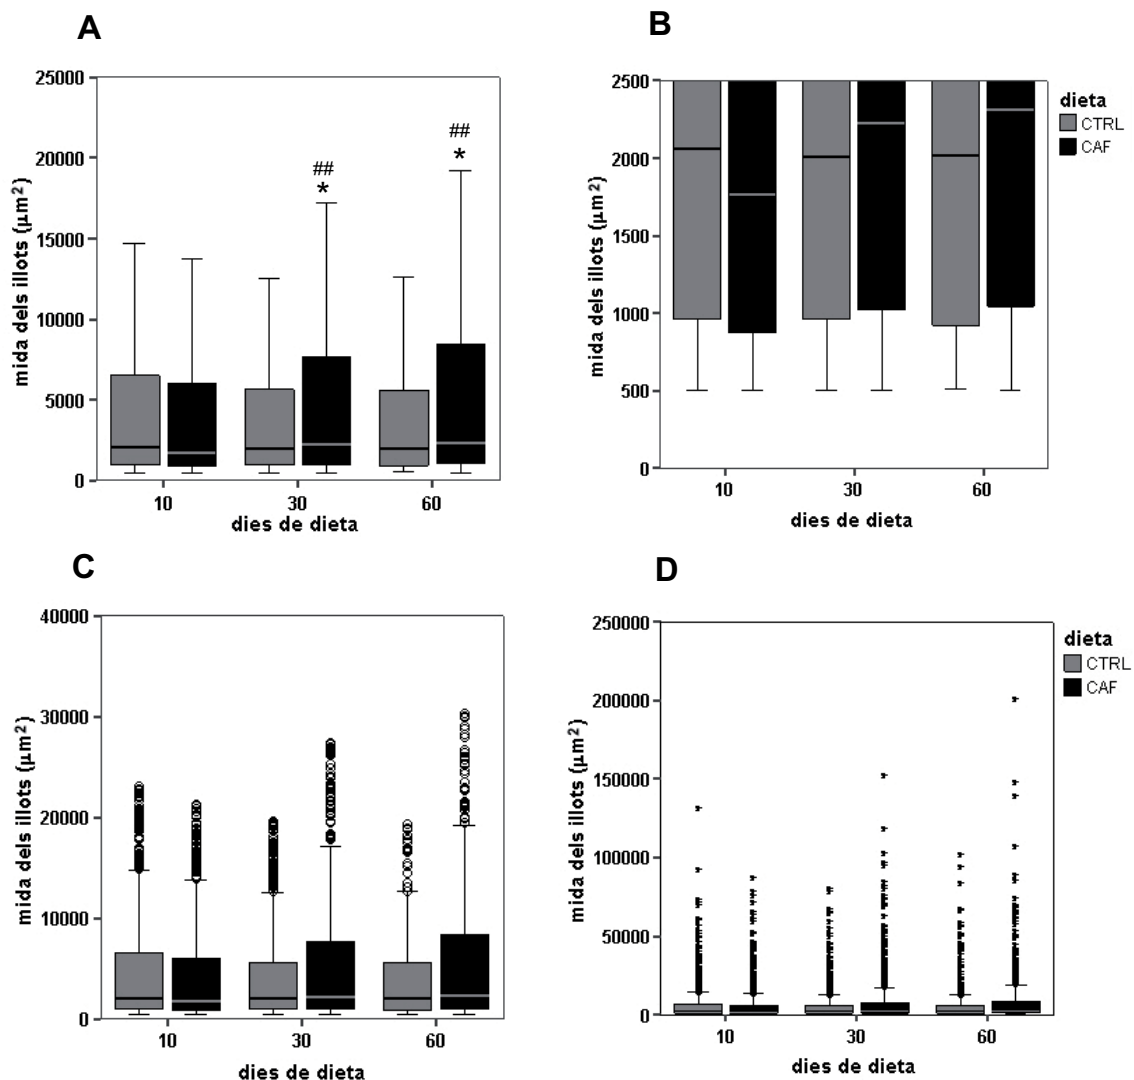 A
25000
20000
15000
10000
5000
0
mida dels illots (µm²)
##
*
##
*
10
30
60
dies de dieta
B
2500
2000
1500
1000
500
0
mida dels illots (µm²)
10
30
60
dies de dieta
dieta
CTRL
CAF
C
40000
30000
20000
10000
0
mida dels illots (µm²)
10
30
60
dies de dieta
D
250000
200000
150000
100000
50000
0
mida dels illots (µm²)
10
30
60
dies de dieta
dieta
CTRL
CAF